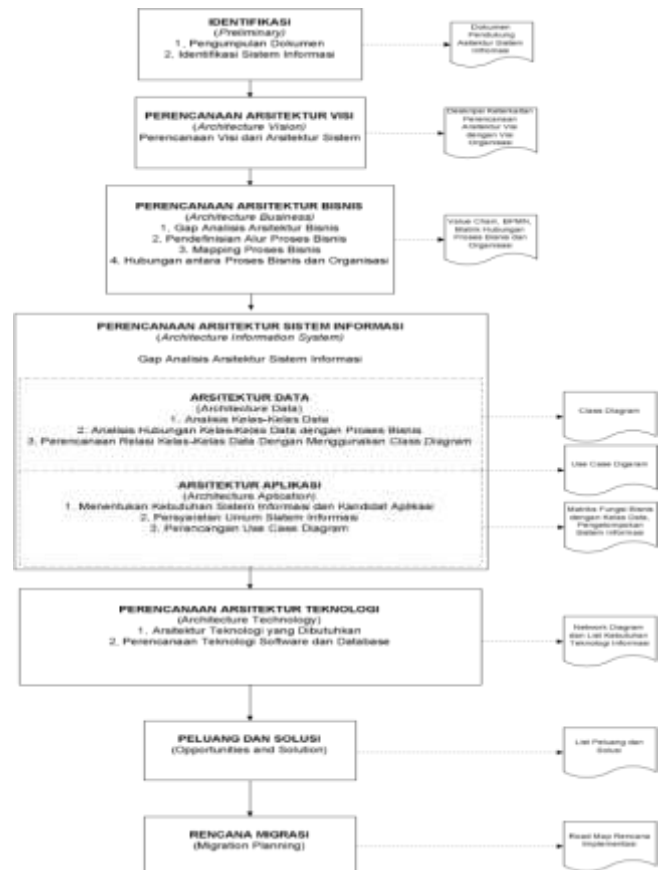 IDENTIFIKASI
(Preliminary)
1. Pengumpulan Dokumen
2. Identifikasi Sistem Informasi
Dokumen
Pendukung
Asitektur Sistem
Informasi
PERENCANAAN ARSITEKTUR VISI
(Architecture Vision)
Perencanaan Visi dari Arsitektur Sistem
Deskripsi Keterkaitan
Perencanaan
Arsitektur Visi
dengan Visi
Organisasi
PERENCANAAN ARSITEKTUR BISNIS
(Architecture Business)
1. Gap Analisis Arsitektur Bisnis
2. Pendefinisian Alur Proses Bisnis
3. Mapping Proses Bisnis
4. Hubungan antara Proses Bisnis dan Organisasi
Value Chain, BPMN,
Matrik Hubungan
Proses Bisnis dan
Organisasi
PERENCANAAN ARSITEKTUR SISTEM INFORMASI
(Architecture Information System)
Gap Analisis Arsitektur Sistem Informasi
ARSITEKTUR DATA
(Architecture Data)
1. Analisis Kelas-Kelas Data
2. Analisis Hubungan Kelas-Kelas Data dengan Proses Bisnis
3. Perencanaan Relasi Kelas-Kelas Data Dengan Menggunakan Class Diagram
Class Diagram
ARSITEKTUR APLIKASI
(Architecture Aplication)
1. Menentukan Kebutuhan Sistem Informasi dan Kandidat Aplikasi
2. Persyaratan Umum Sistem Informasi
3. Perancangan Use Case Diagram
Use Case Digaram
Matriks Fungsi Bisnis
dengan Kelas Data,
Pengelompokan
Sistem Informasi
PERENCANAAN ARSITEKTUR TEKNOLOGI
(Architecture Technology)
1. Arsitektur Teknologi yang Dibutuhkan
2. Perencanaan Teknologi Software dan Database
Network Diagram
dan List Kebutuhan
Teknologi Informasi
PELUANG DAN SOLUSI
(Opportunities and Solution)
List Peluang dan
Solusi
RENCANA MIGRASI
(Migration Planning)
Road Map Rencana
Implementasi